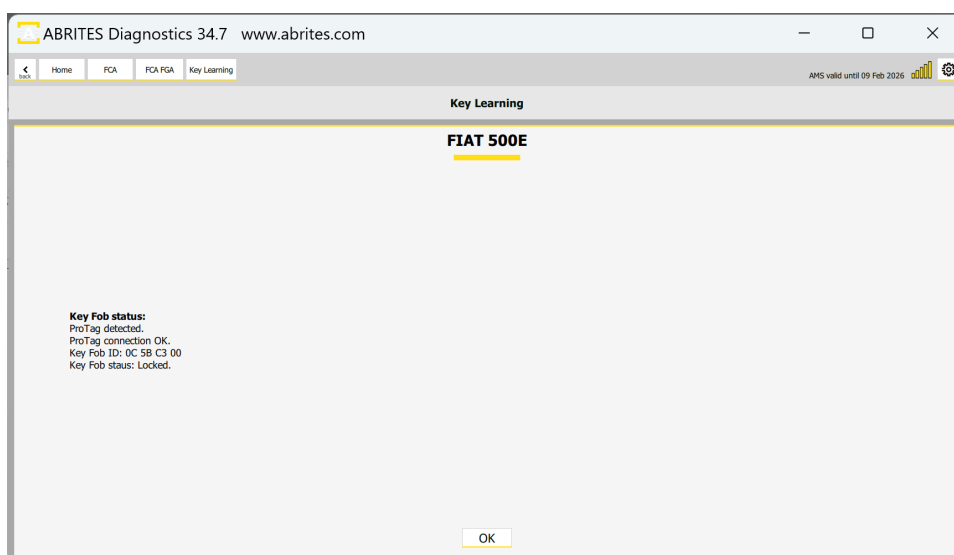 ABRITES Diagnostics 34.7 www.abrites.com
back Home FCA FCA FGA Key Learning
AMS valid until 09 Feb 2026
Key Learning
FIAT 500E
Key Fob status:
ProTag detected.
ProTag connection OK.
Key Fob ID: 0C 5B C3 00
Key Fob staus: Locked.
OK